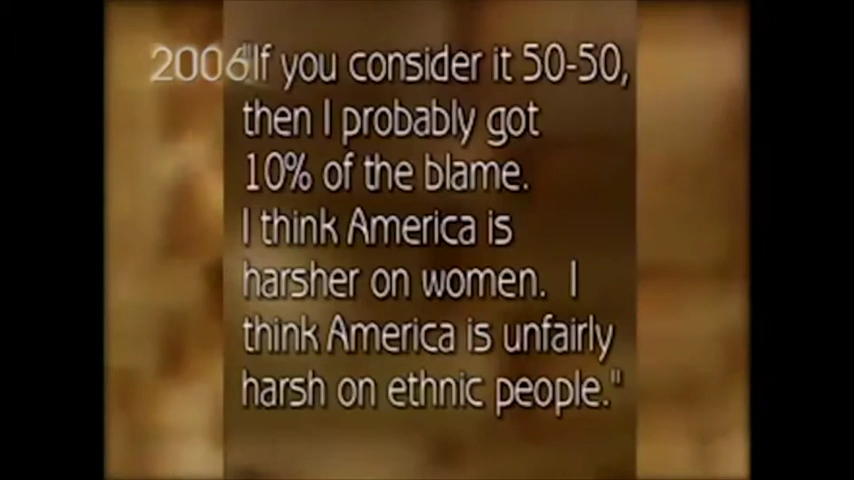 2006 "If you consider it 50-50,
then I probably got
10% of the blame.
I think America is
harsher on women. I
think America is unfairly
harsh on ethnic people."